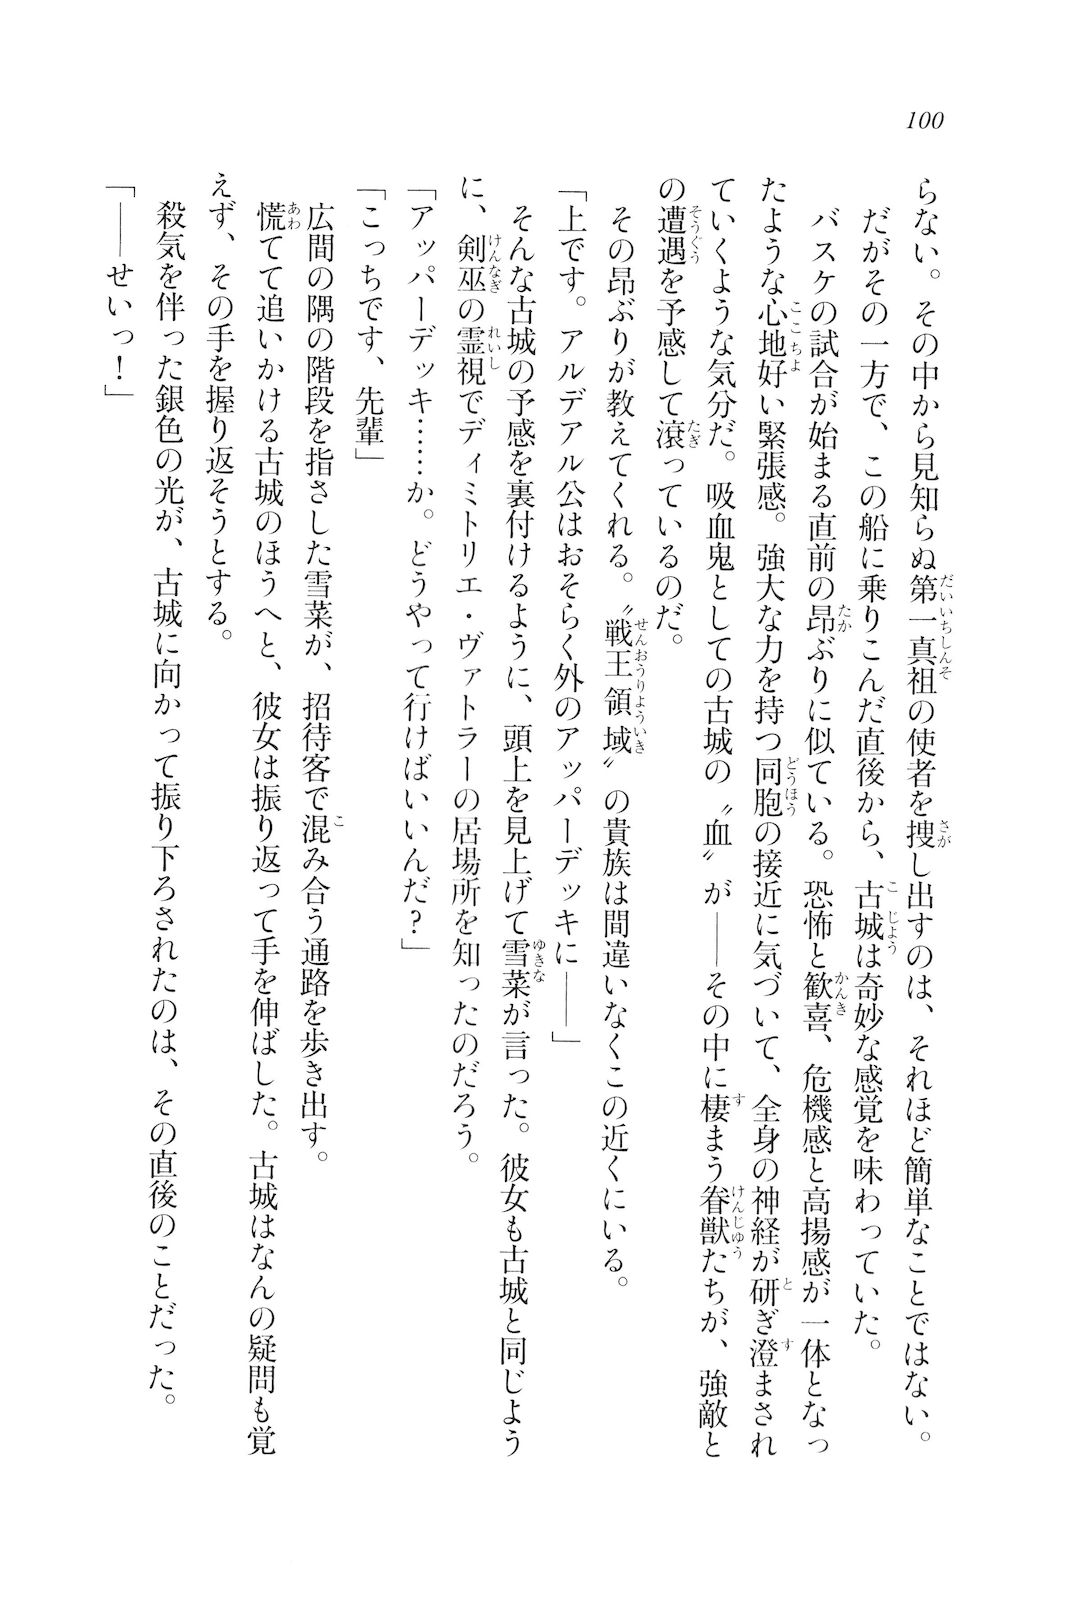 100
らない。その中から見知らぬ第一真祖の使者を捜し出すのは、それほど簡単なことではない。
だがその一方で、この船に乗りこんだ直後から、古城は奇妙な感覚を味わっていた。
バスケの試合が始まる直前の昂ぶりに似ている。恐怖と歓喜、危機感と高揚感が一体となっ
たような心地好い緊張感。強大な力を持つ同胞の接近に気づいて、全身の神経が研ぎ澄まされ
ていくような気分だ。吸血鬼としての古城の〝血〟が――その中に棲まう眷獣たちが、強敵と
の遭遇を予感して滾っているのだ。
その昂ぶりが教えてくれる。〝戦王領域〟の貴族は間違いなくこの近くにいる。
「上です。アルデアル公はおそらく外のアッパーデッキに――」
そんな古城の予感を裏付けるように、頭上を見上げて雪菜が言った。彼女も古城と同じよう
に、剣巫の霊視でディミトリエ・ヴァトラーの居場所を知ったのだろう。
「アッパーデッキ……か。どうやって行けばいいんだ？」
「こっちです、先輩」
広間の隅の階段を指さした雪菜が、招待客で混み合う通路を歩き出す。
慌てて追いかける古城のほうへと、彼女は振り返って手を伸ばした。古城はなんの疑問も覚
えず、その手を握り返そうとする。
殺気を伴った銀色の光が、古城に向かって振り下ろされたのは、その直後のことだった。
「――せいっ！」